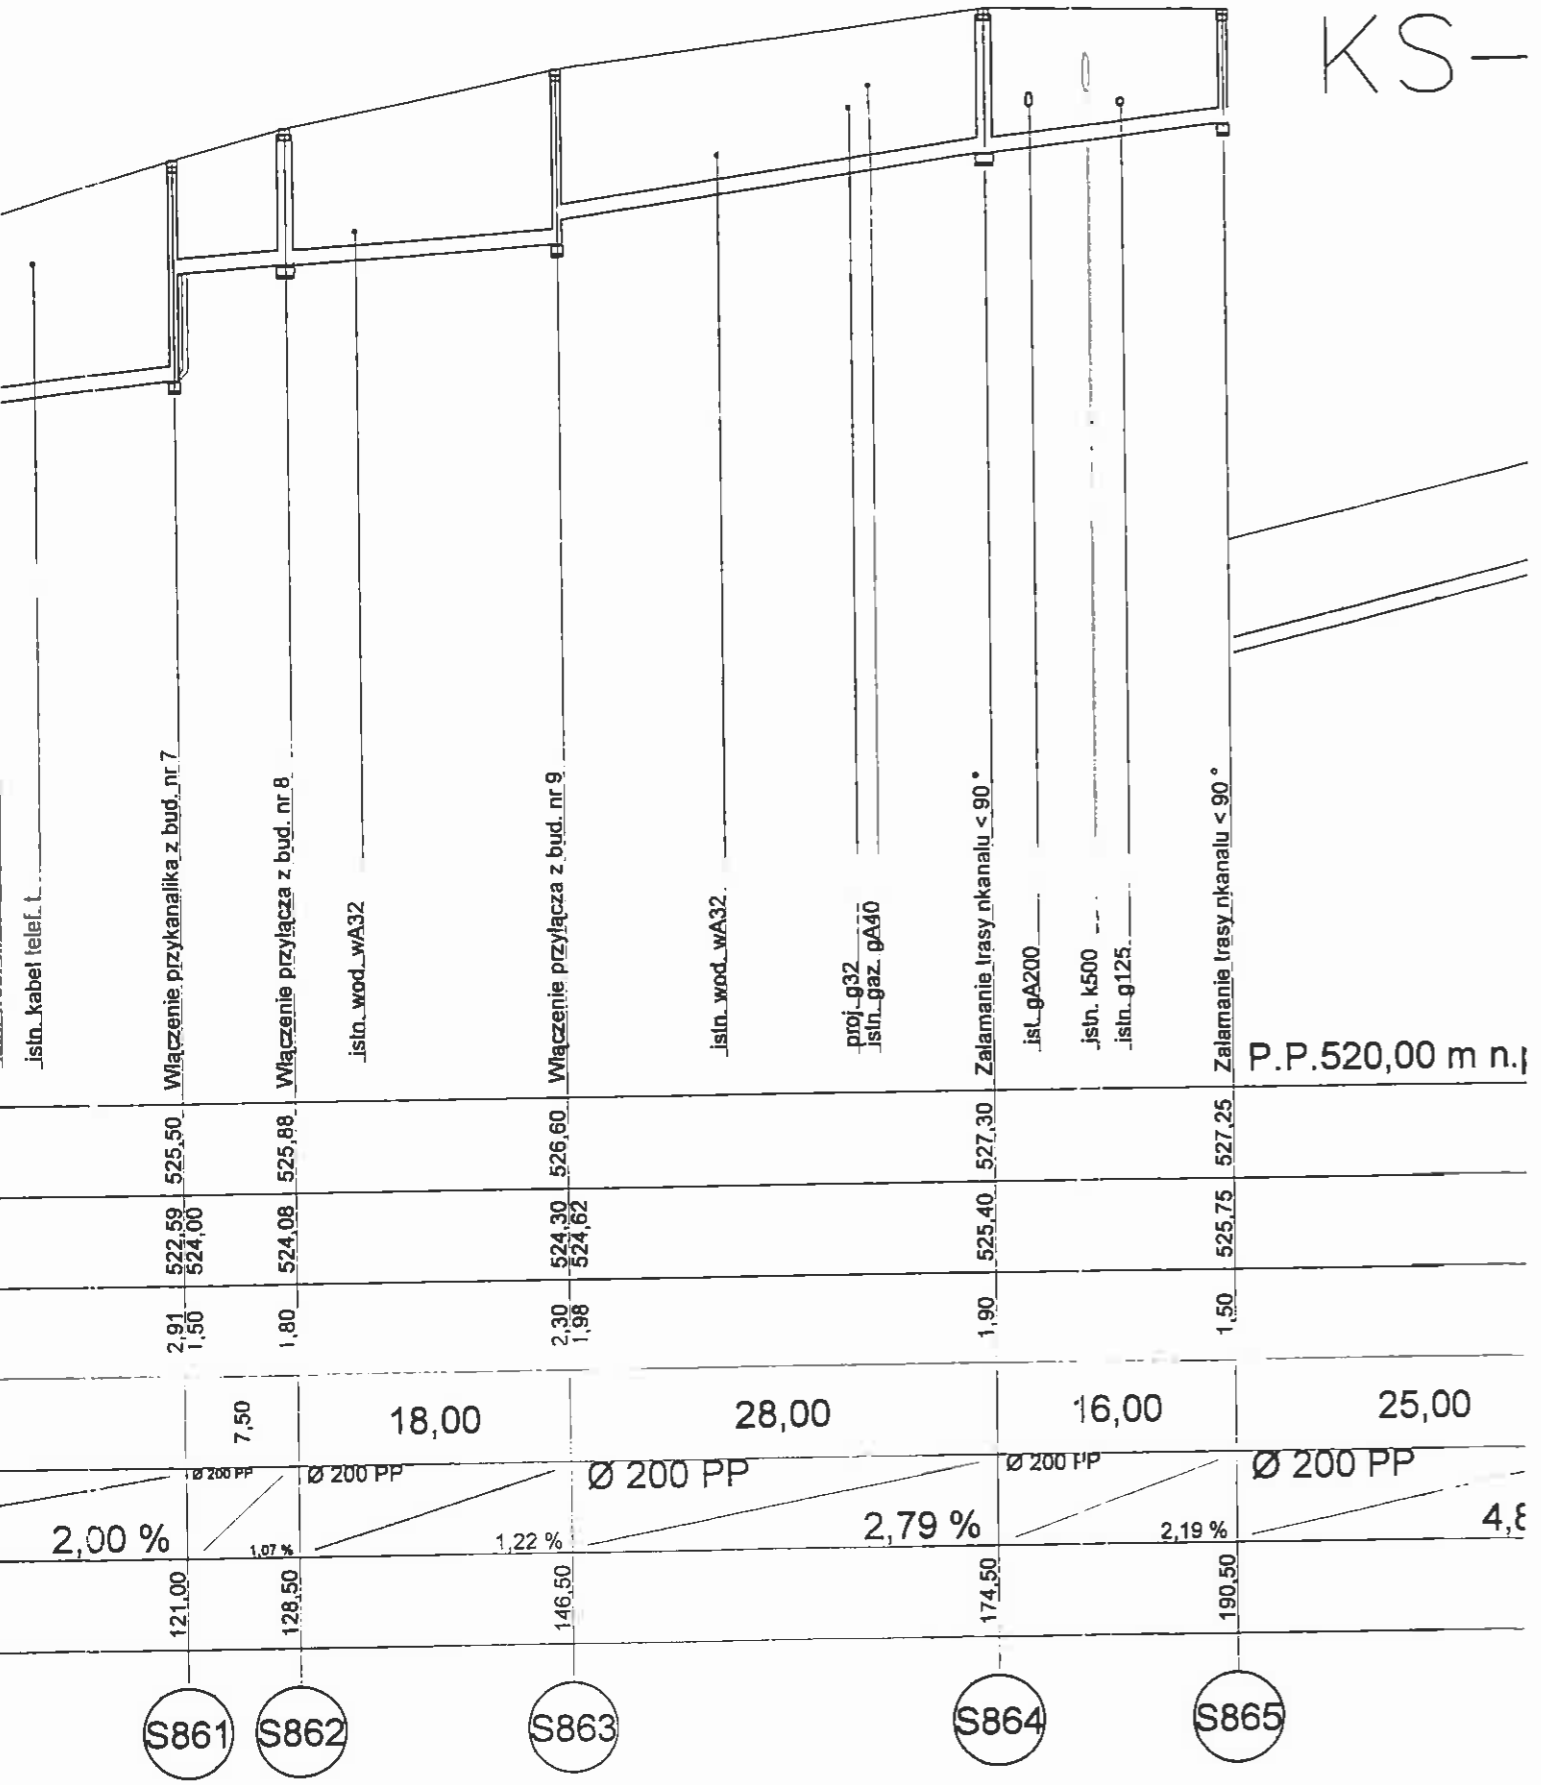 KS-
istn. kabel telef. t
Włączenie przykanalika z bud. nr 7
Włączenie przyłącza z bud. nr 8
istn. wod. wA32
Włączenie przyłącza z bud. nr 9
istn. wod. wA32
proj. g32
istn. gaz. gA40
Załamanie trasy nkanału < 90 °
ist. gA200
istn. k500
istn. g125
Załamanie trasy nkanału < 90 °
P.P.520,00 m n.
525,50
525,88
526,60
527,30
527,25
522,59
524,00
524,08
524,30
524,62
525,40
525,75
2,91
1,50
1,80
2,30
1,98
1,90
1,50
7,50
18,00
28,00
16,00
25,00
Ø 200 PP
Ø 200 PP
Ø 200 PP
Ø 200 PP
Ø 200 PP
2,00 %
1,07 %
1,22 %
2,79 %
2,19 %
4,8
121,00
128,50
146,50
174,50
190,50
S861
S862
S863
S864
S865